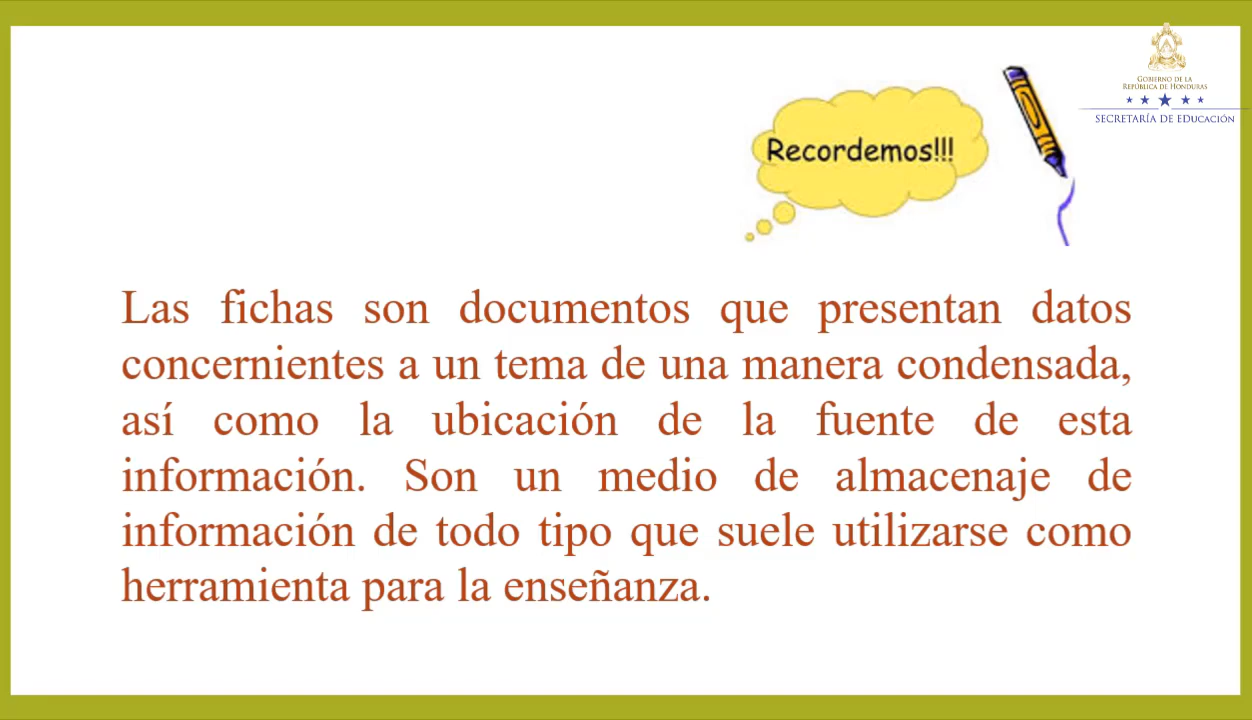 GOBIERNO DE LA
REPÚBLICA DE HONDURAS
SECRETARÍA DE EDUCACIÓN
Recordemos!!!
Las fichas son documentos que presentan datos
concernientes a un tema de una manera condensada,
así como la ubicación de la fuente de esta
información. Son un medio de almacenaje de
información de todo tipo que suele utilizarse como
herramienta para la enseñanza.